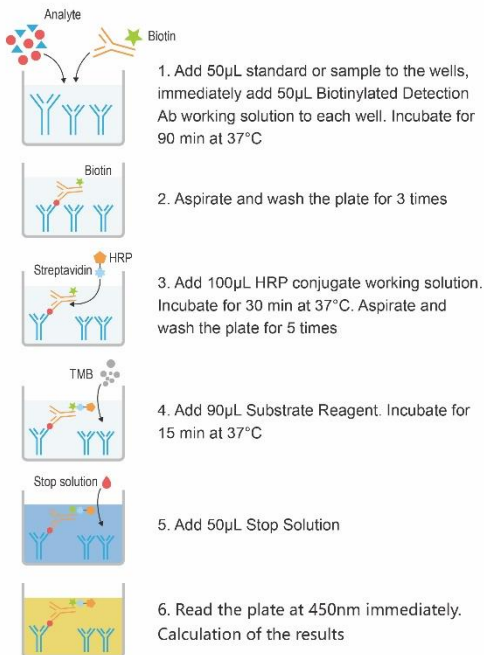 Analyte
Biotin
1. Add 50μL standard or sample to the wells,
immediately add 50μL Biotinylated Detection
Ab working solution to each well. Incubate for
90 min at 37°C
Biotin
2. Aspirate and wash the plate for 3 times
HRP
Streptavidin
3. Add 100μL HRP conjugate working solution.
Incubate for 30 min at 37°C. Aspirate and
wash the plate for 5 times
TMB
4. Add 90μL Substrate Reagent. Incubate for
15 min at 37°C
Stop solution
5. Add 50μL Stop Solution
6. Read the plate at 450nm immediately.
Calculation of the results